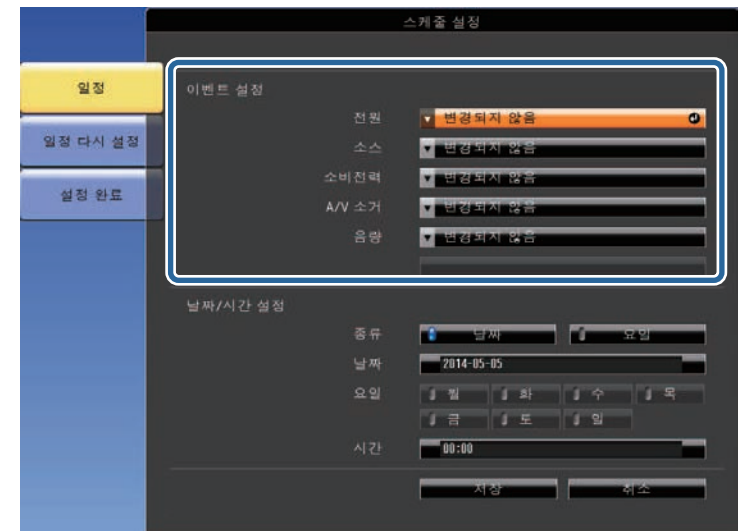 스케줄 설정
일정
일정 다시 설정
설정 완료
이벤트 설정
전원 변경되지 않음
소스 변경되지 않음
소비전력 변경되지 않음
A/V 소거 변경되지 않음
음량 변경되지 않음
날짜/시간 설정
종류 날짜 요일
날짜 2014-05-05
요일 월 화 수 목
금 토 일
시간 00:00
저장 취소